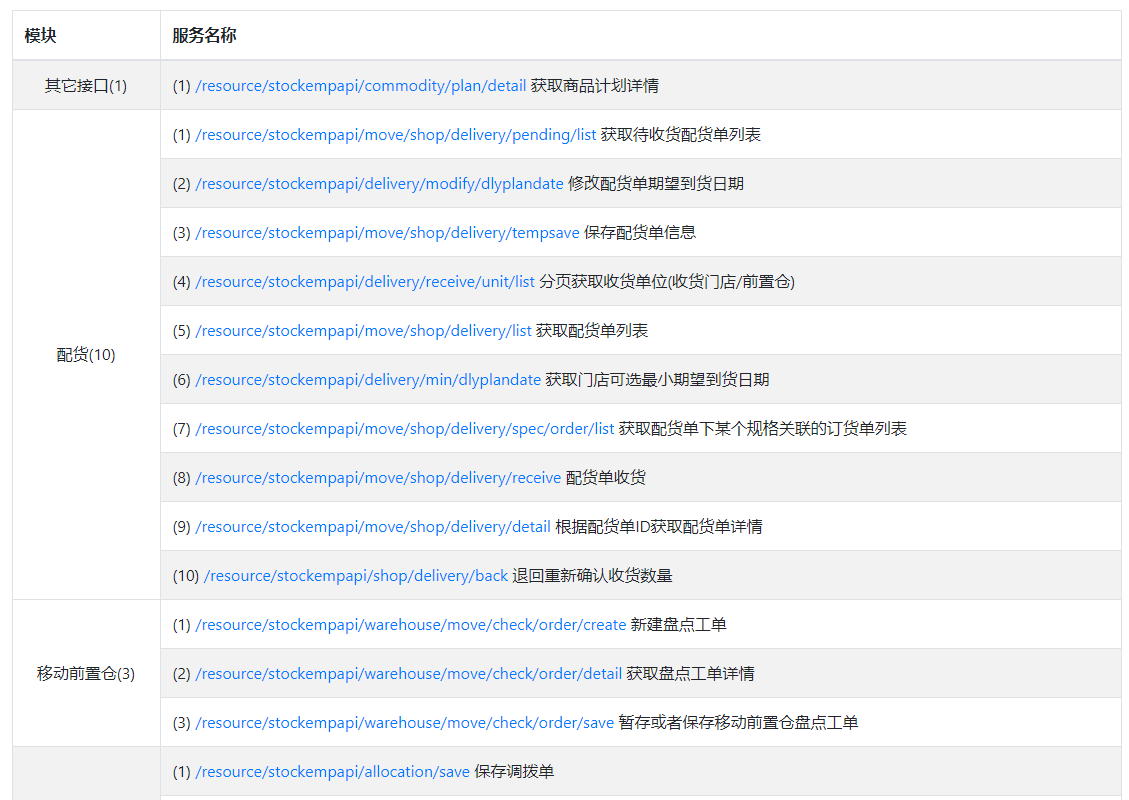 模块 服务名称
其它接口(1) (1) /resource/stockempapi/commodity/plan/detail 获取商品计划详情
配货(10)
(1) /resource/stockempapi/move/shop/delivery/pending/list 获取待收货配货单列表
(2) /resource/stockempapi/delivery/modify/dlyplandate 修改配货单期望到货日期
(3) /resource/stockempapi/move/shop/delivery/tempsave 保存配货单信息
(4) /resource/stockempapi/delivery/receive/unit/list 分页获取收货单位(收货门店/前置仓)
(5) /resource/stockempapi/move/shop/delivery/list 获取配货单列表
(6) /resource/stockempapi/delivery/min/dlyplandate 获取门店可选最小期望到货日期
(7) /resource/stockempapi/move/shop/delivery/spec/order/list 获取配货单下某个规格关联的订货单列表
(8) /resource/stockempapi/move/shop/delivery/receive 配货单收货
(9) /resource/stockempapi/move/shop/delivery/detail 根据配货单ID获取配货单详情
(10) /resource/stockempapi/shop/delivery/back 退回重新确认收货数量
移动前置仓(3)
(1) /resource/stockempapi/warehouse/move/check/order/create 新建盘点工单
(2) /resource/stockempapi/warehouse/move/check/order/detail 获取盘点工单详情
(3) /resource/stockempapi/warehouse/move/check/order/save 暂存或者保存移动前置仓盘点工单
(1) /resource/stockempapi/allocation/save 保存调拨单